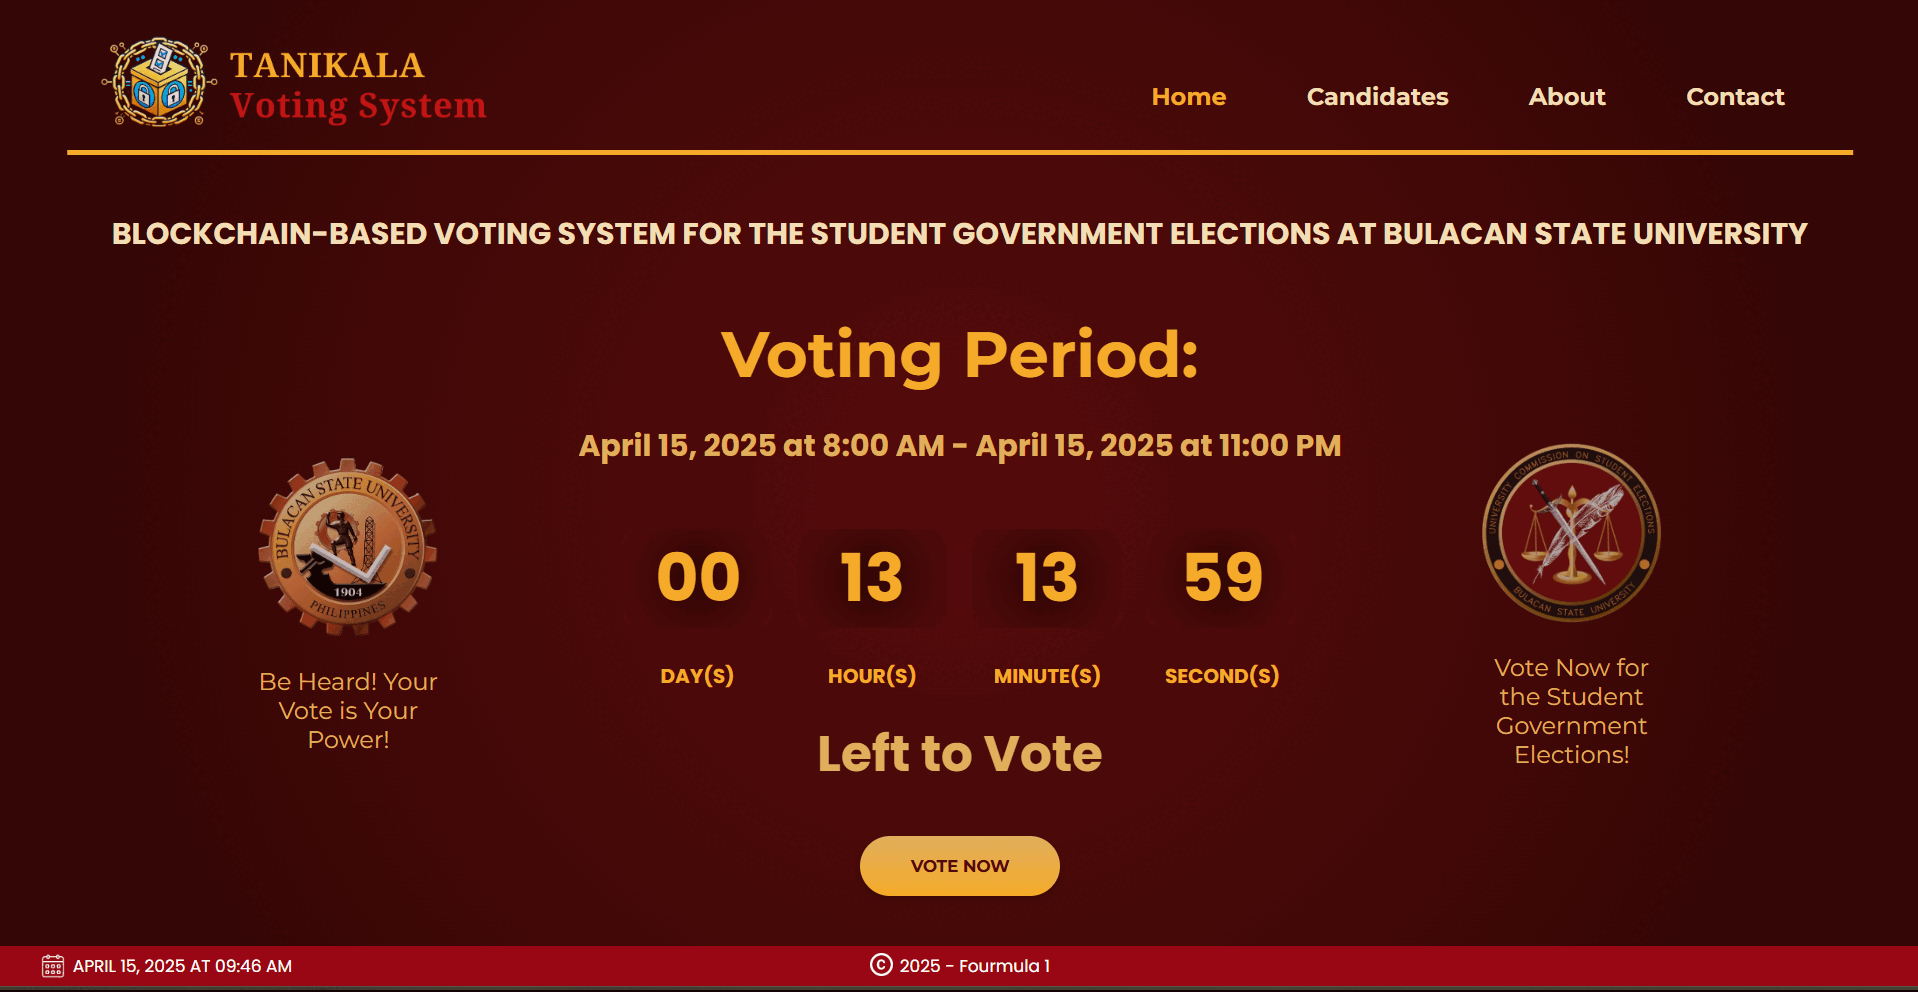 TANIKALA
Voting System
Home
Candidates
About
Contact
BLOCKCHAIN-BASED VOTING SYSTEM FOR THE STUDENT GOVERNMENT ELECTIONS AT BULACAN STATE UNIVERSITY
Voting Period:
April 15, 2025 at 8:00 AM - April 15, 2025 at 11:00 PM
BULACAN STATE UNIVERSITY
1904
PHILIPPINES
Be Heard! Your
Vote is Your
Power!
00
13
13
59
DAY(S)
HOUR(S)
MINUTE(S)
SECOND(S)
Left to Vote
VOTE NOW
UNIVERSITY COMMISSION ON STUDENT ELECTIONS
BULACAN STATE UNIVERSITY
Vote Now for
the Student
Government
Elections!
APRIL 15, 2025 AT 09:46 AM
© 2025 - Fourmula 1